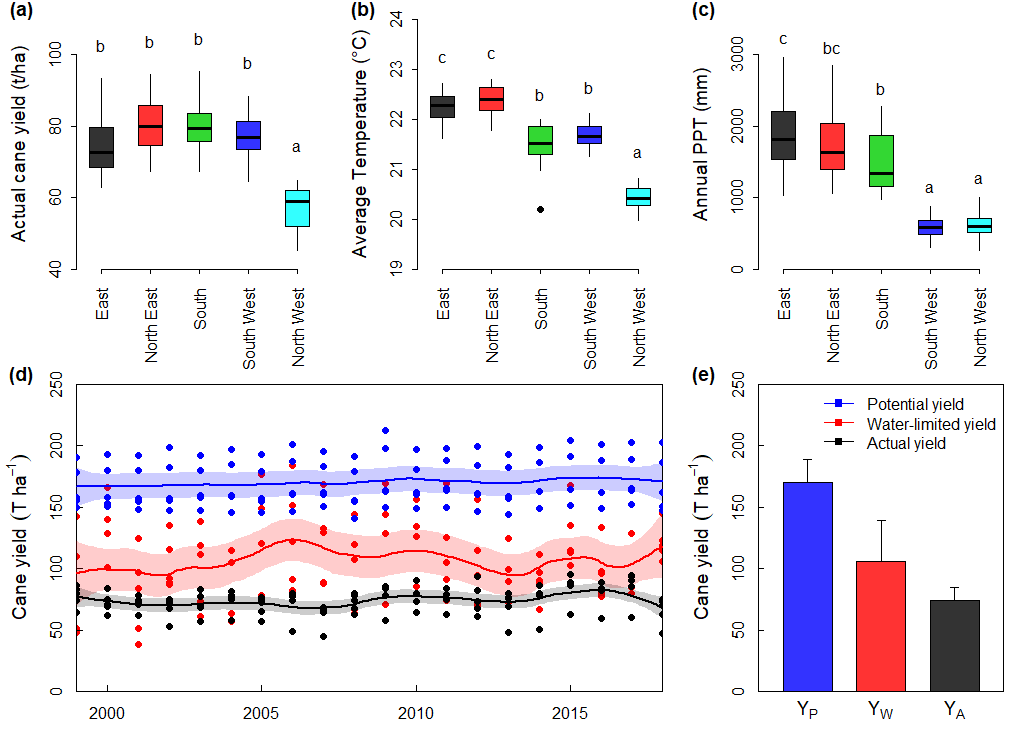 (a)
Actual cane yield (t/ha)
40
60
80
100
b
b
b
b
a
East
North East
South
South West
North West
(b)
Average Temperature (°C)
19
20
21
22
23
24
c
c
b
b
a
East
North East
South
South West
North West
(c)
Annual PPT (mm)
0
1000
2000
3000
c
bc
b
a
a
East
North East
South
South West
North West
(d)
Cane yield (T ha⁻¹)
0
50
100
150
200
250
2000
2005
2010
2015
(e)
Cane yield (T ha⁻¹)
0
50
100
150
200
250
Potential yield
Water-limited yield
Actual yield
Y_P
Y_W
Y_A